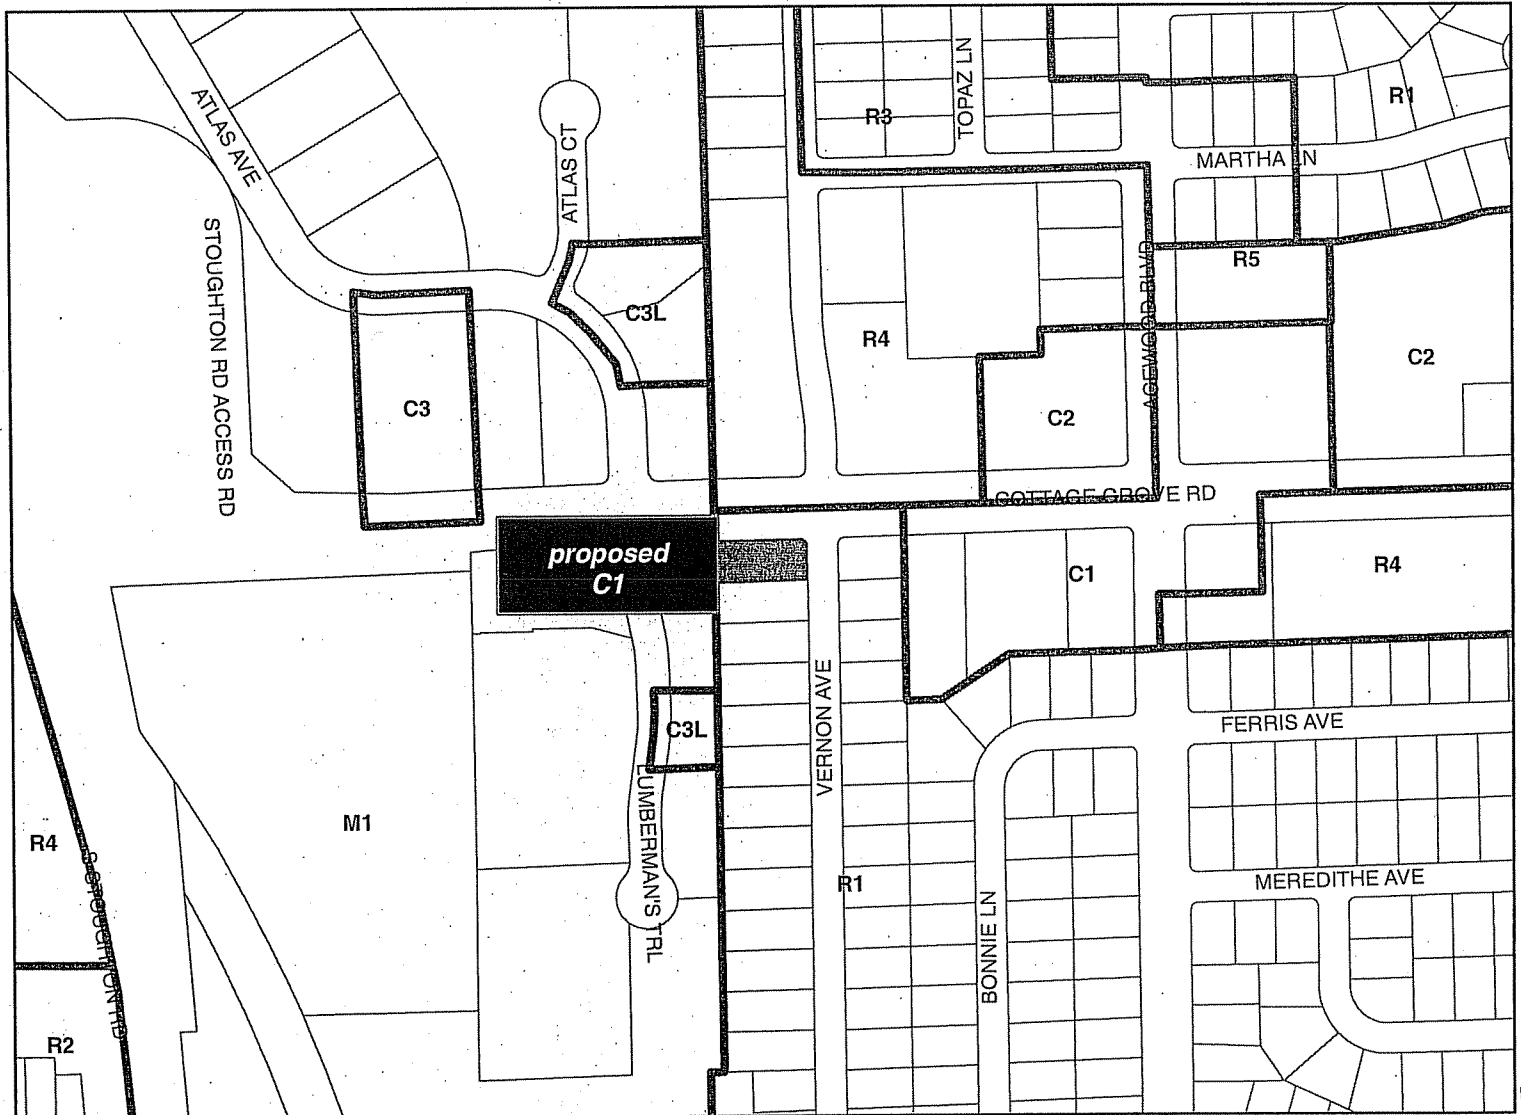 TOPAZ LN
R1
ATLAS AVE
R3
ATLAS CT
MARTHA LN
STOUGHTON RD ACCESS RD
R5
C3L
R4
AGEWOOD BLVD
C2
C3
C2
COTTAGE GROVE RD
proposed
C1
C1
R4
VERNON AVE
FERRIS AVE
C3L
LUMBERMAN'S TRL
M1
R4
S STOUGHTON RD
R1
MEREDITHE AVE
BONNIE LN
R2